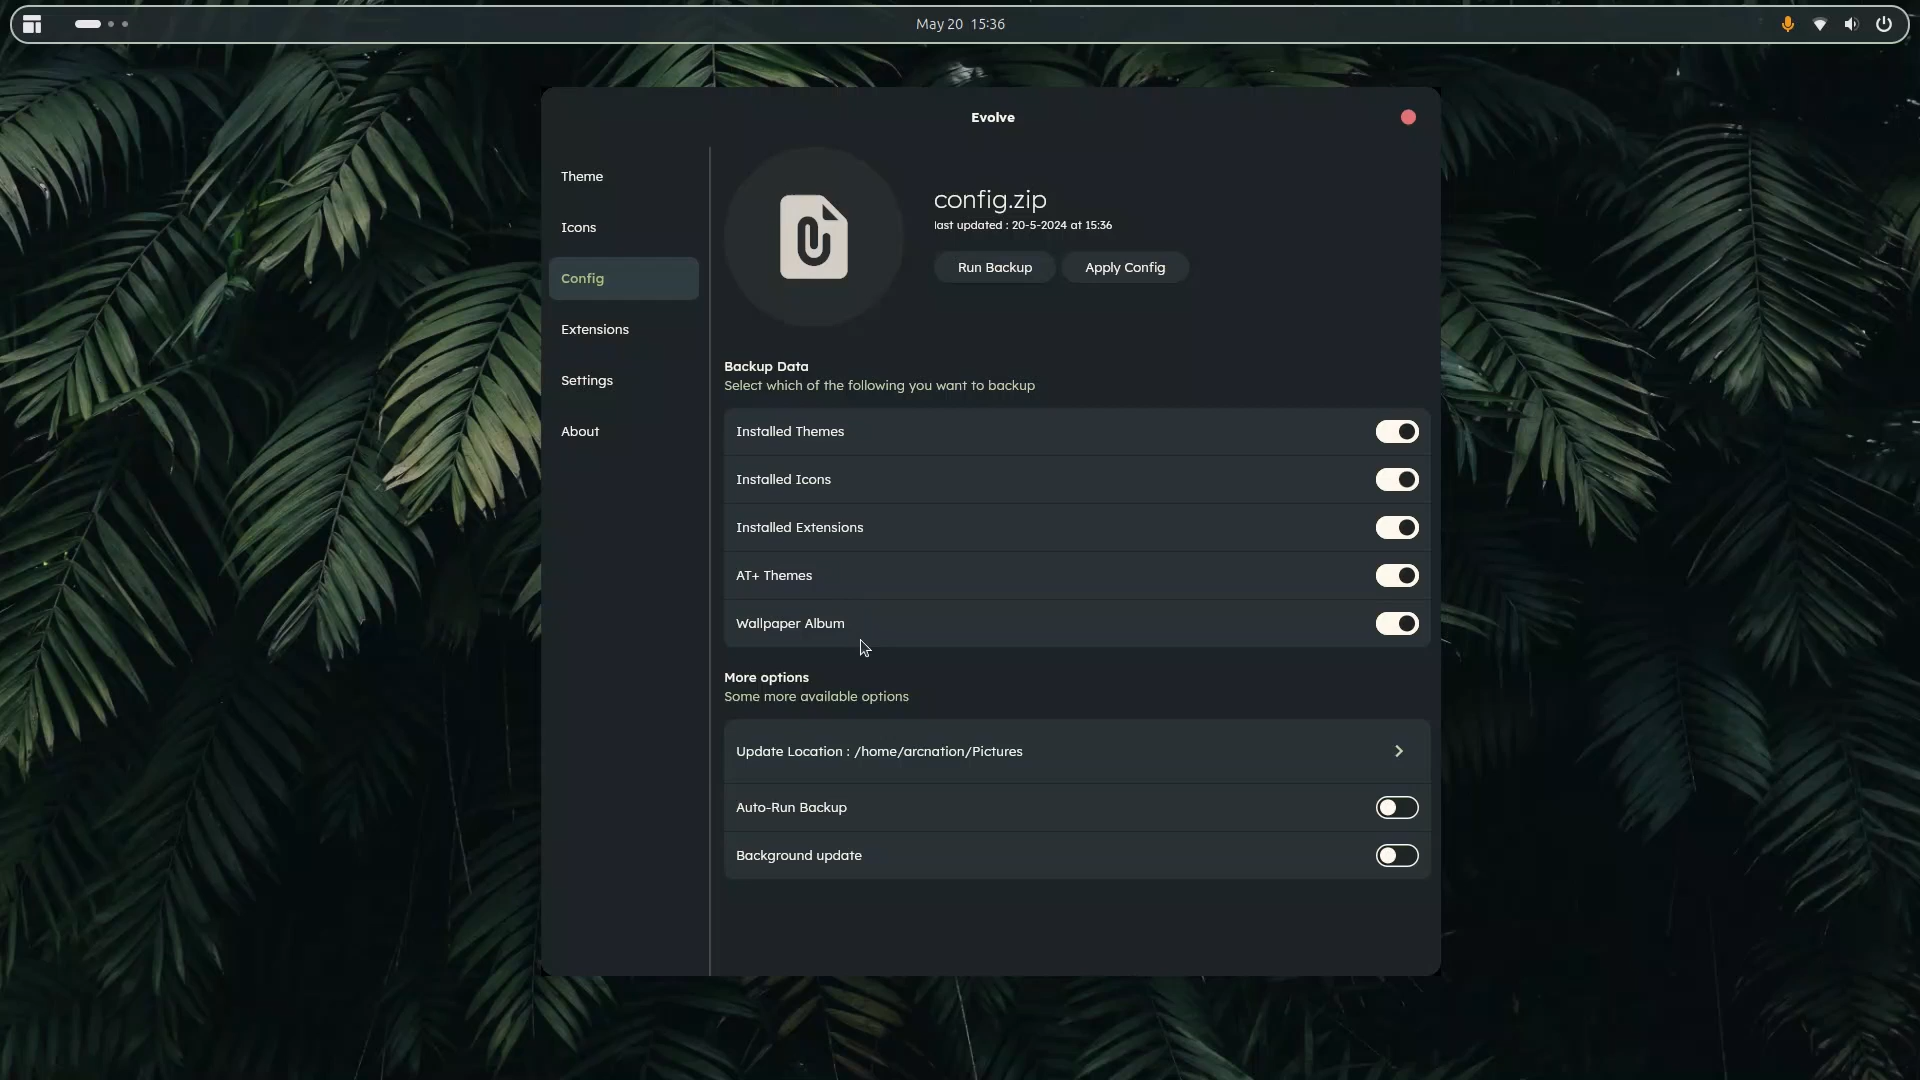 May 20 15:36
Evolve
Theme
Icons
Config
Extensions
Settings
About
config.zip
last updated : 20-5-2024 at 15:36
Run Backup Apply Config
Backup Data
Select which of the following you want to backup
Installed Themes
Installed Icons
Installed Extensions
AT+ Themes
Wallpaper Album
More options
Some more available options
Update Location : /home/arcnation/Pictures
Auto-Run Backup
Background update